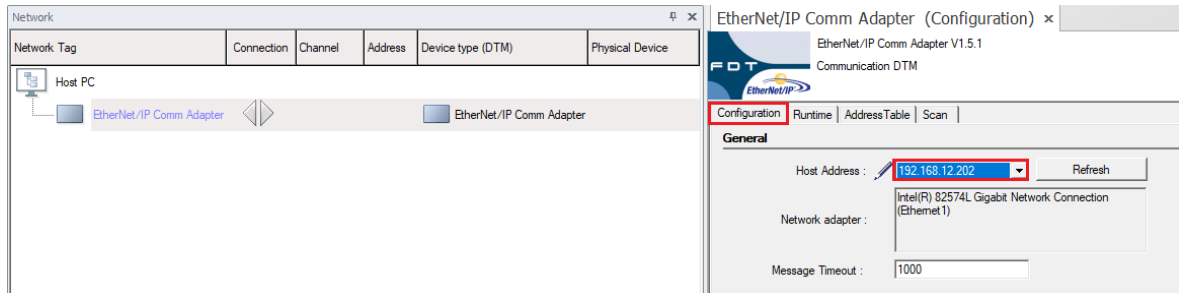 Network
Network Tag Connection Channel Address Device type (DTM) Physical Device
Host PC
EtherNet/IP Comm Adapter EtherNet/IP Comm Adapter
EtherNet/IP Comm Adapter (Configuration) ×
EtherNet/IP Comm Adapter V1.5.1
Communication DTM
FDT
EtherNet/IP
Configuration Runtime AddressTable Scan
General
Host Address : 192.168.12.202 Refresh
Network adapter : Intel(R) 82574L Gigabit Network Connection
(Ethernet1)
Message Timeout : 1000